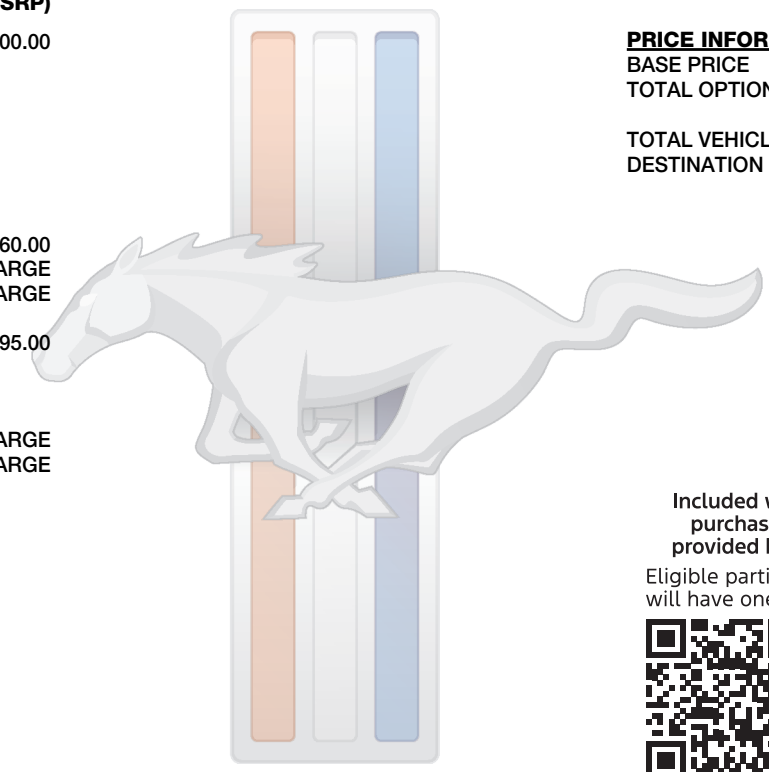 SRP)
00.00
60.00
ARGE
ARGE
95.00
ARGE
ARGE
PRICE INFOR
BASE PRICE
TOTAL OPTION
TOTAL VEHICL
DESTINATION
Included w
purchas
provided b
Eligible parti
will have one